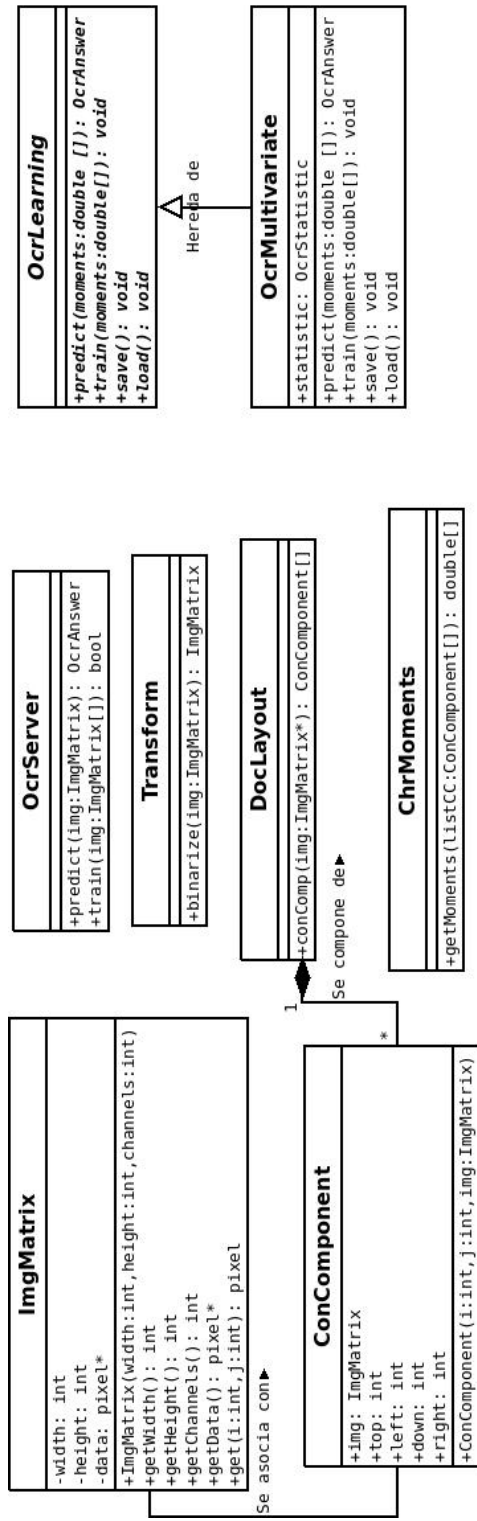 ImgMatrix
-width: int
-height: int
-data: pixel*
+ImgMatrix(width:int,height:int,channels:int)
+getWidth(): int
+getHeight(): int
+getChannels(): int
+getData(): pixel*
+get(i:int,j:int): pixel
Se asocia con►
ConComponent
+img: ImgMatrix
+top: int
+left: int
+down: int
+right: int
+ConComponent(i:int,j:int,img:ImgMatrix)
OcrServer
+predict(img:ImgMatrix): OcrAnswer
+train(img:ImgMatrix[]): bool
Transform
+binarize(img:ImgMatrix): ImgMatrix
DocLayout
+conComp(img:ImgMatrix*): ConComponent[]
1
Se compone de►
*
ChrMoments
+getMoments(listCC:ConComponent[]): double[]
OcrLearning
+predict(moments:double []): OcrAnswer
+train(moments:double[]): void
+save(): void
+load(): void
Hereda de
OcrMultivariate
+statistic: OcrStatistic
+predict(moments:double []): OcrAnswer
+train(moments:double[]): void
+save(): void
+load(): void